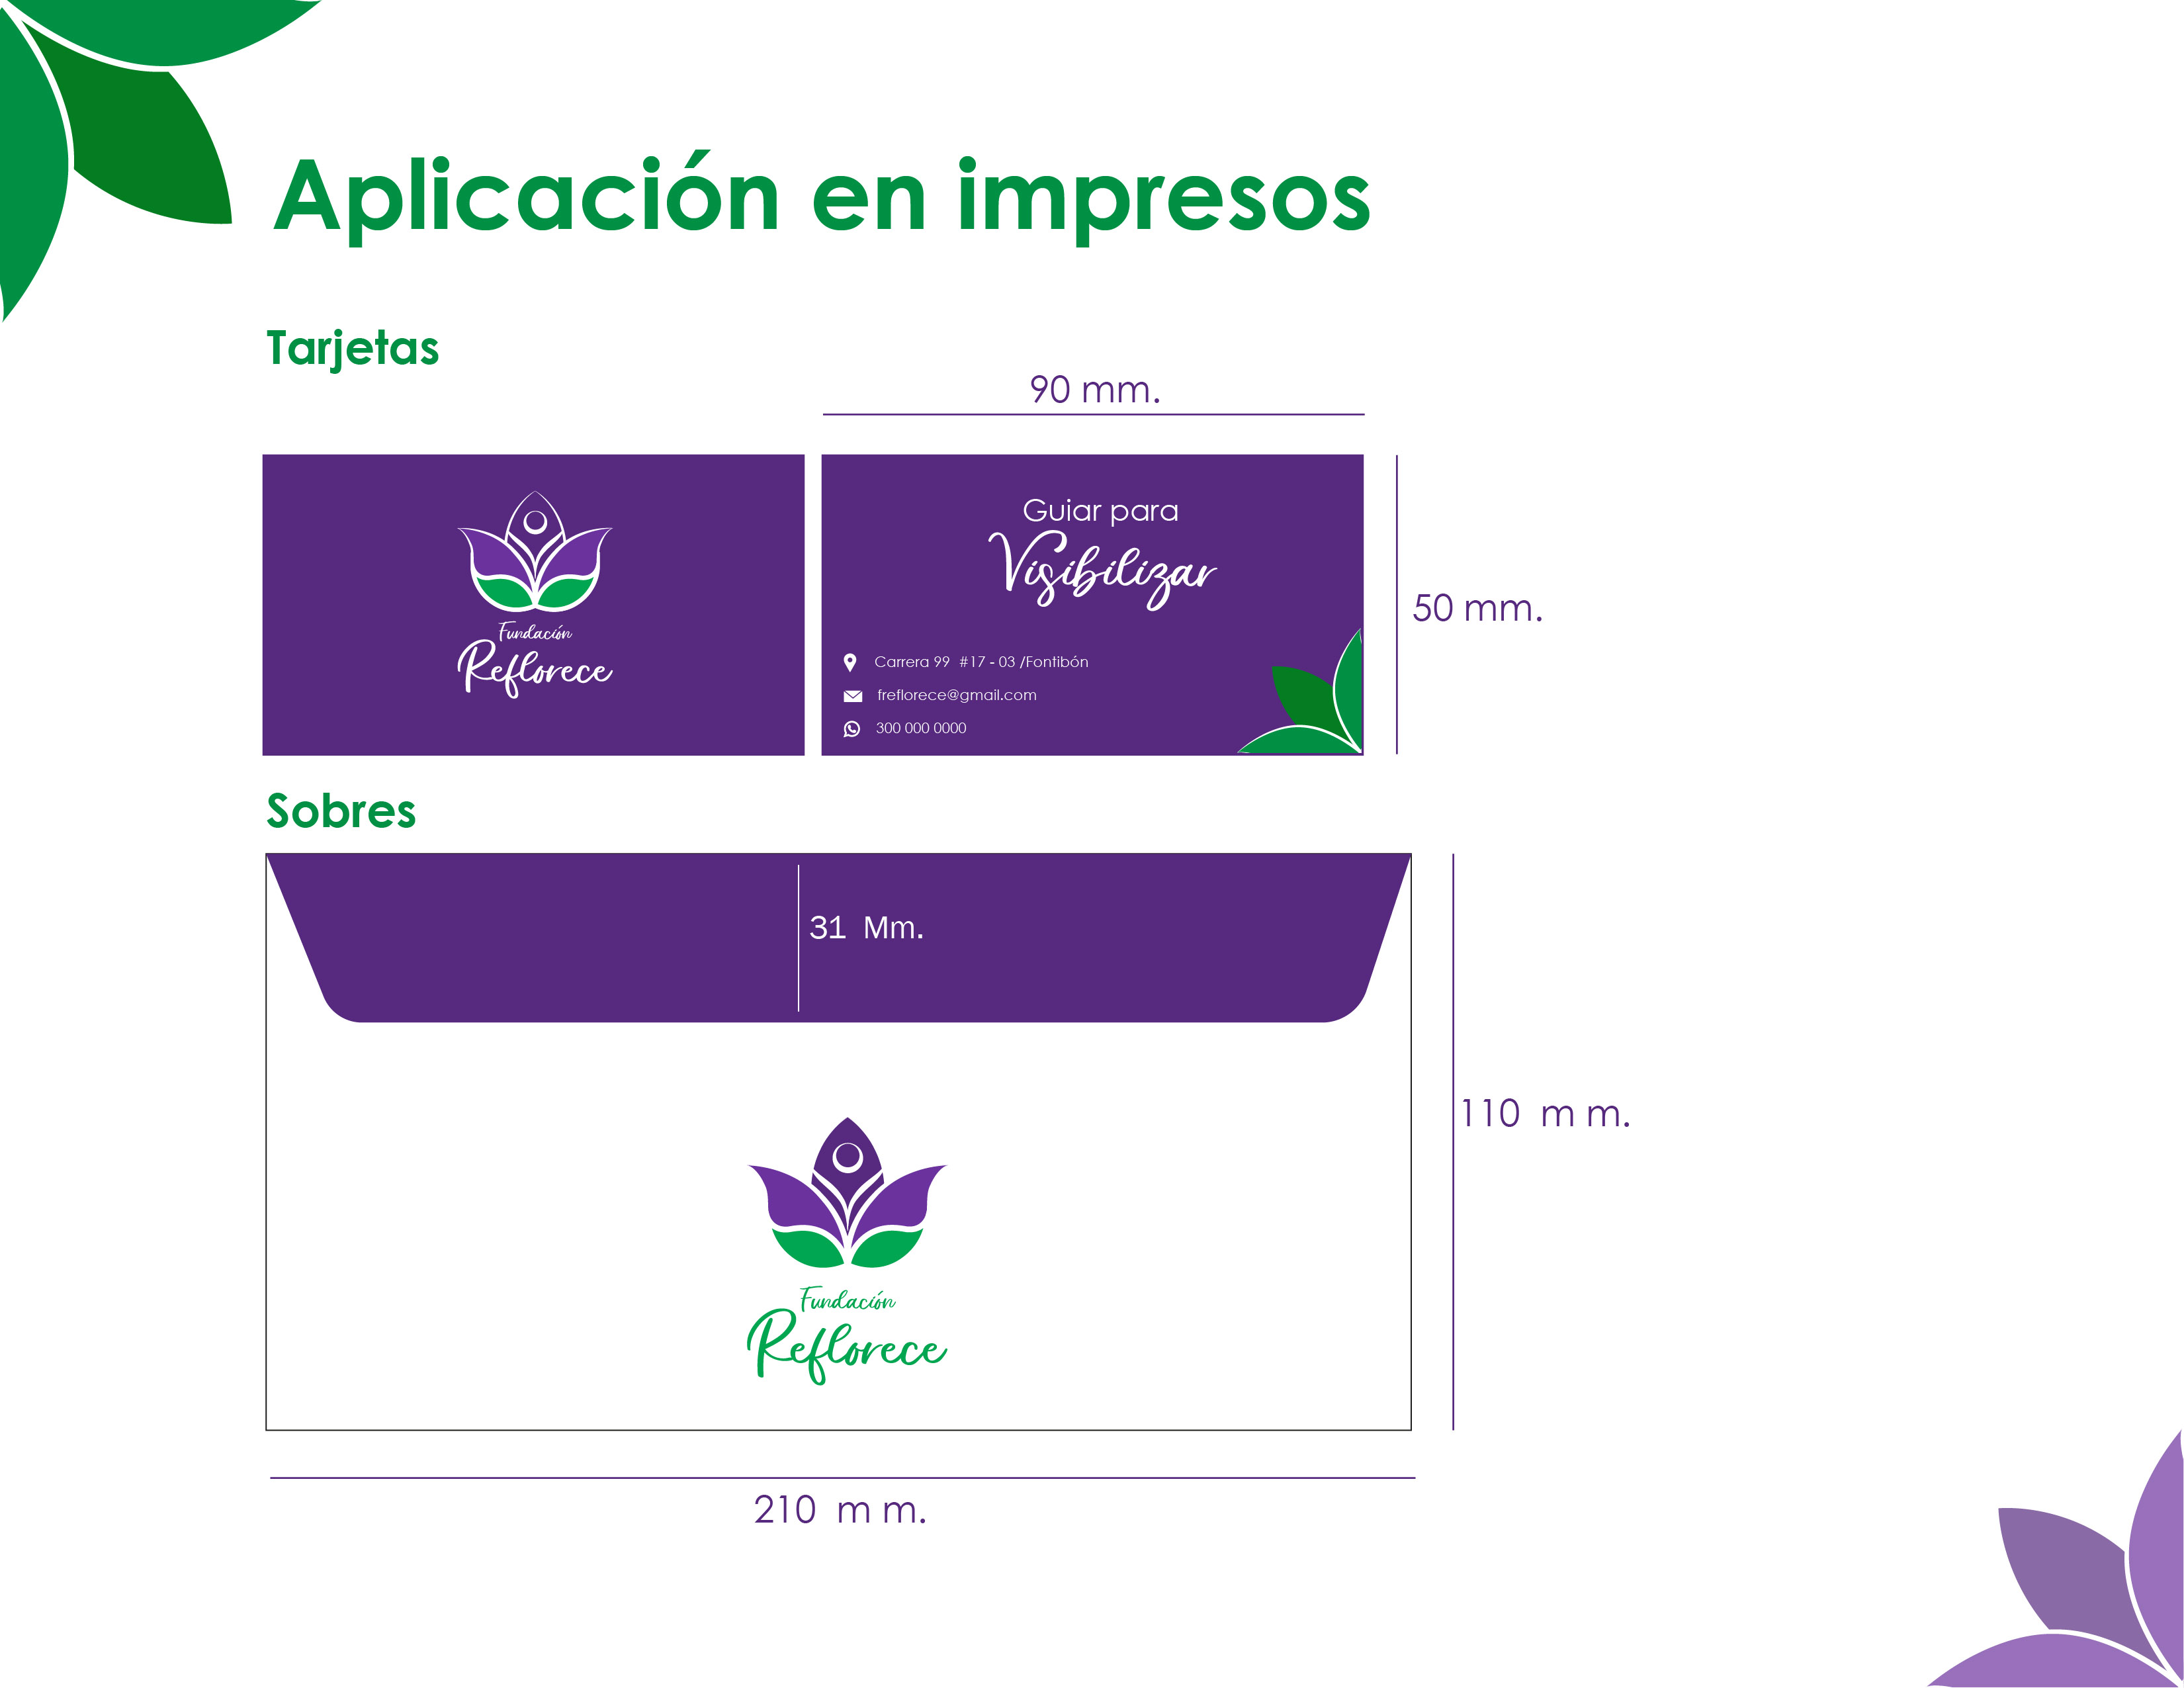 Aplicación en impresos
Tarjetas
90 mm.
Fundación
Reflorece
Guiar para
Visibilizar
Carrera 99 #17 - 03 /Fontibón
freflorece@gmail.com
300 000 0000
50 mm.
Sobres
31 Mm.
110 m m.
Fundación
Reflorece
210 m m.